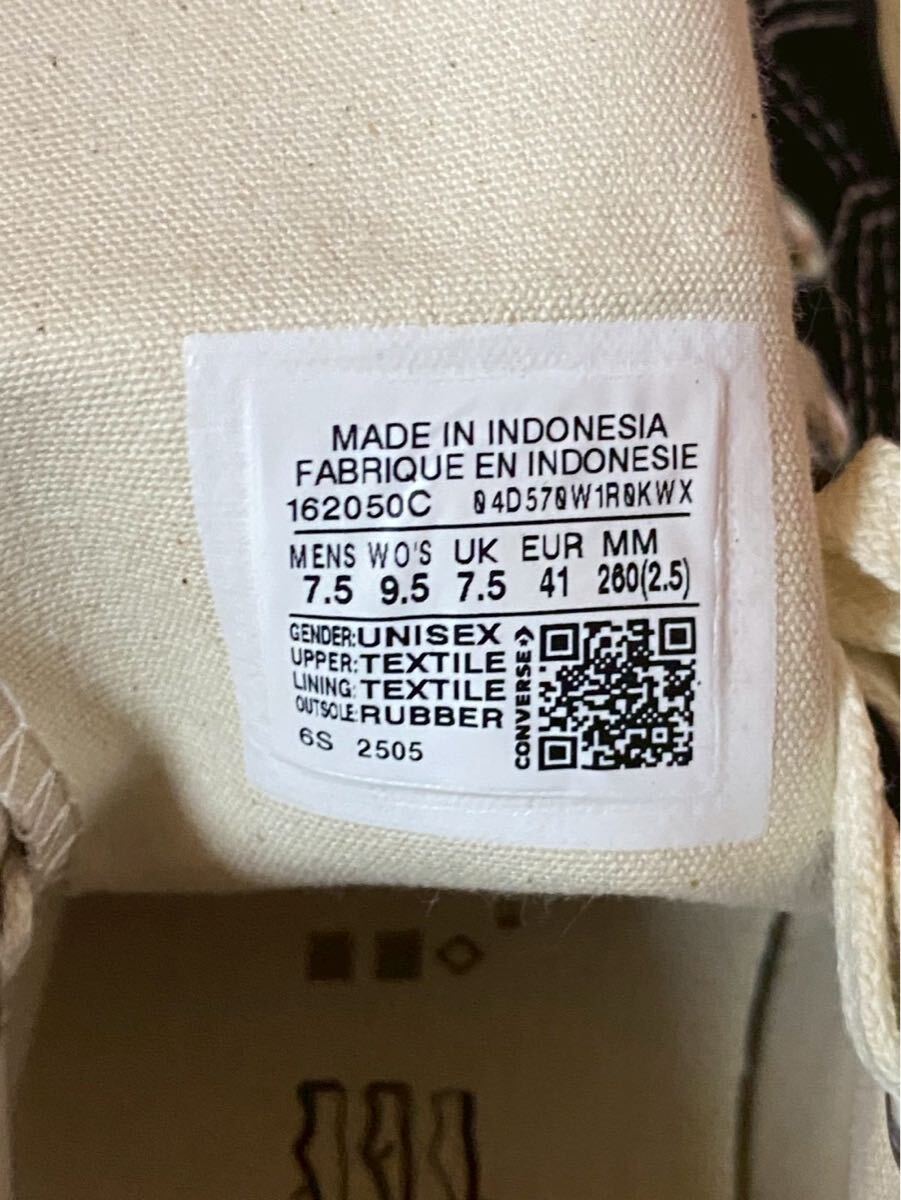 MADE IN INDONESIA
FABRIQUE EN INDONESIE
162050C 04D570W1R0KWX
MENS WO'S UK EUR MM
7.5 9.5 7.5 41 260(2.5)
GENDER: UNISEX
UPPER: TEXTILE
LINING: TEXTILE
OUTSOLE: RUBBER
6S 2505
CONVERSE